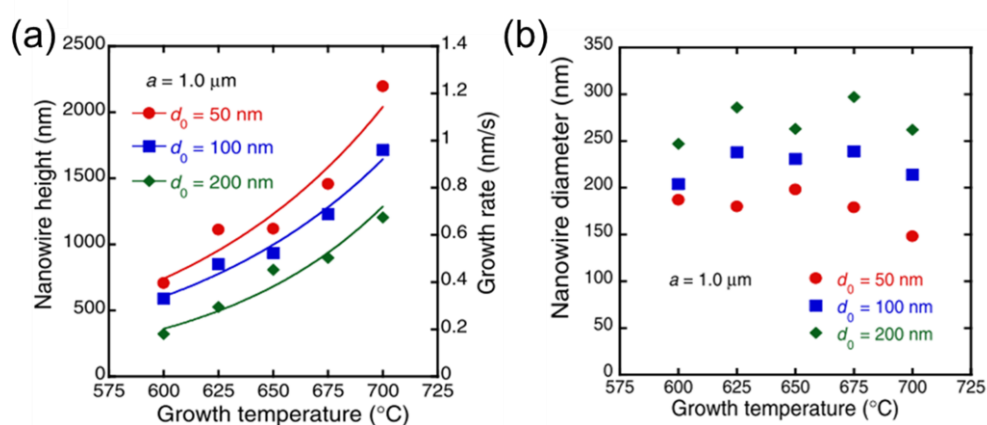 (a)
2500
2000
1500
1000
500
0
Nanowire height (nm)
a = 1.0 μm
d₀ = 50 nm
d₀ = 100 nm
d₀ = 200 nm
1.4
1.2
1
0.8
0.6
0.4
0.2
0
Growth rate (nm/s)
575 600 625 650 675 700 725
Growth temperature (°C)
(b)
350
300
250
200
150
100
50
0
Nanowire diameter (nm)
a = 1.0 μm
d₀ = 50 nm
d₀ = 100 nm
d₀ = 200 nm
575 600 625 650 675 700 725
Growth temperature (°C)